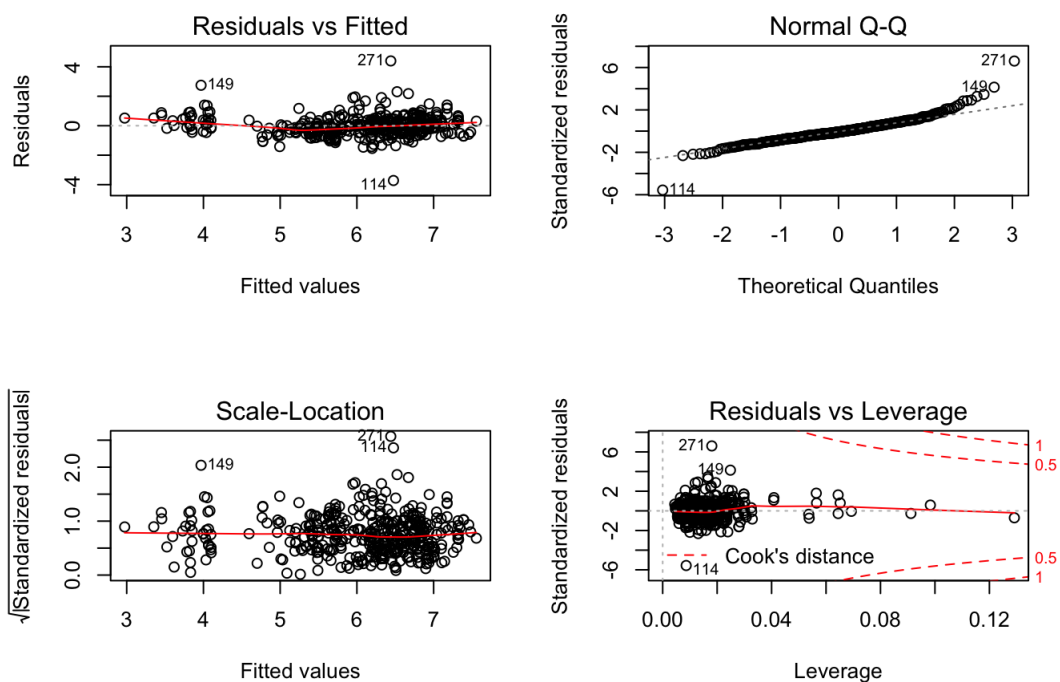 Residuals vs Fitted
Residuals
4
0
-4
271
149
114
3 4 5 6 7
Fitted values
Normal Q-Q
Standardized residuals
6
2
-2
-6
271
149
114
-3 -2 -1 0 1 2 3
Theoretical Quantiles
Scale-Location
√|Standardized residuals|
2.0
1.0
0.0
271
114
149
3 4 5 6 7
Fitted values
Residuals vs Leverage
Standardized residuals
6
2
-2
-6
271
149
114
Cook's distance
1
0.5
0.5
1
0.00 0.04 0.08 0.12
Leverage